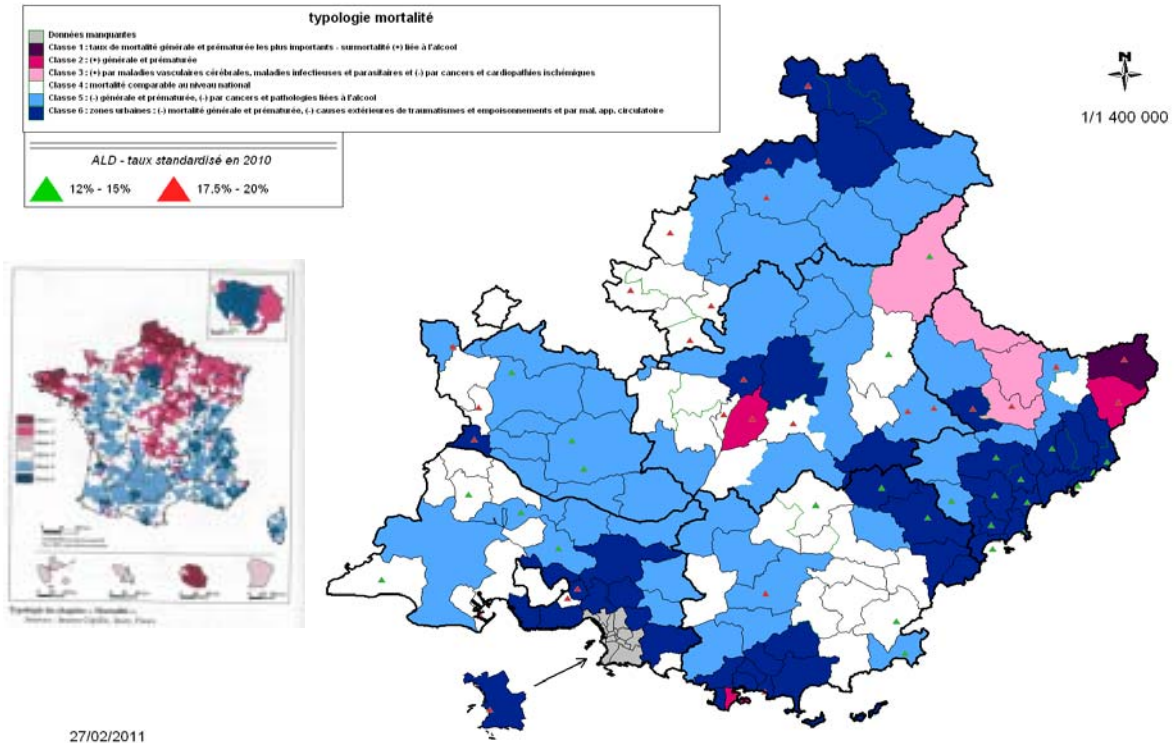 typologie mortalité
Données manquantes
Classe 1 : taux de mortalité générale et prématurée les plus importants - surmortalité (+) liée à l'alcool
Classe 2 : (+) générale et prématurée
Classe 3 : (+) par maladies vasculaires cérébrales, maladies infectieuses et parasitaires et (-) par cancers et cardiopathies ischémiques
Classe 4 : mortalité comparable au niveau national
Classe 5 : (-) générale et prématurée, (-) par cancers et pathologies liées à l'alcool
Classe 6 : zones urbaines : (-) mortalité générale et prématurée, (-) causes extérieures de traumatismes et empoisonnements et par mal. app. circulatoire
ALD - taux standardisé en 2010
12% - 15%
17.5% - 20%
N
1/1 400 000
27/02/2011